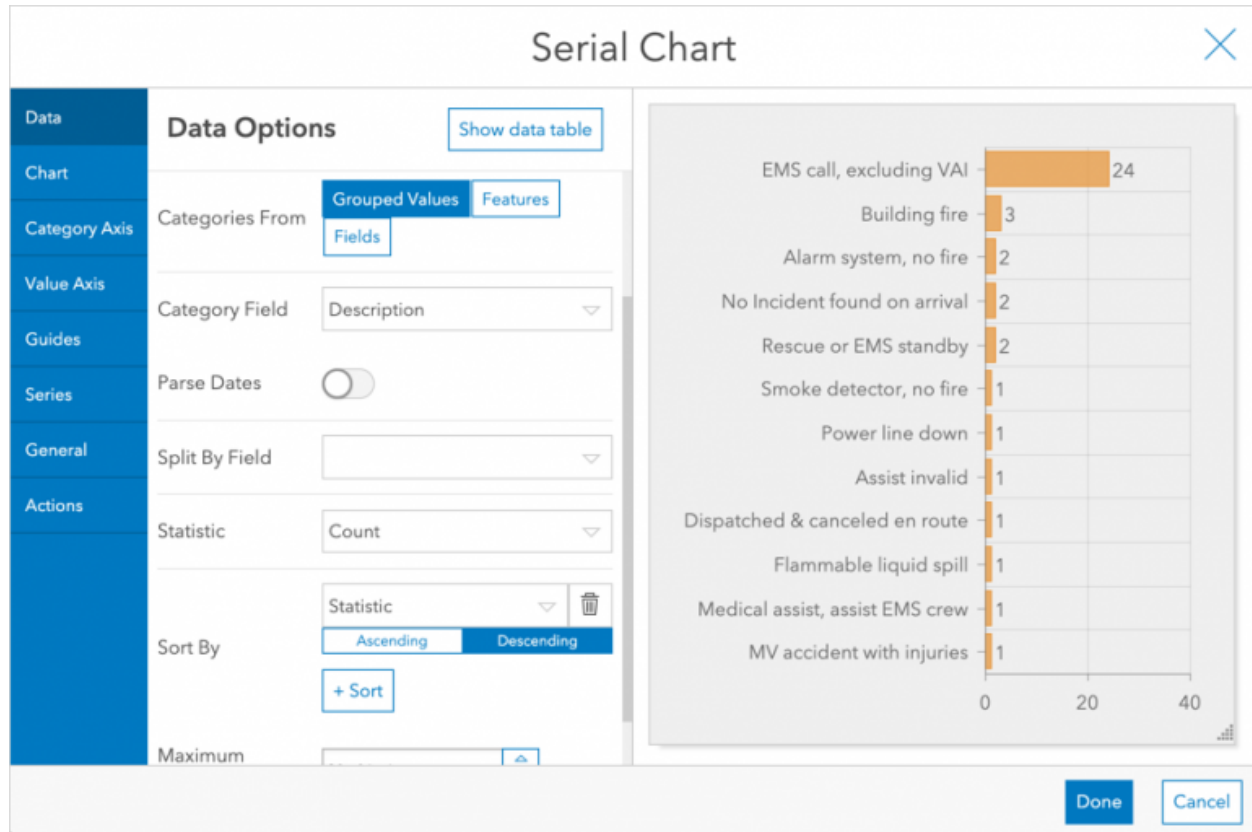 Serial Chart
Data
Chart
Category Axis
Value Axis
Guides
Series
General
Actions
Data Options
Show data table
Categories From
Grouped Values
Features
Fields
Category Field
Description
Parse Dates
Split By Field
Statistic
Count
Sort By
Statistic
Ascending
Descending
+ Sort
Maximum
EMS call, excluding VAI
24
Building fire
3
Alarm system, no fire
2
No Incident found on arrival
2
Rescue or EMS standby
2
Smoke detector, no fire
1
Power line down
1
Assist invalid
1
Dispatched & canceled en route
1
Flammable liquid spill
1
Medical assist, assist EMS crew
1
MV accident with injuries
1
0
20
40
Done
Cancel